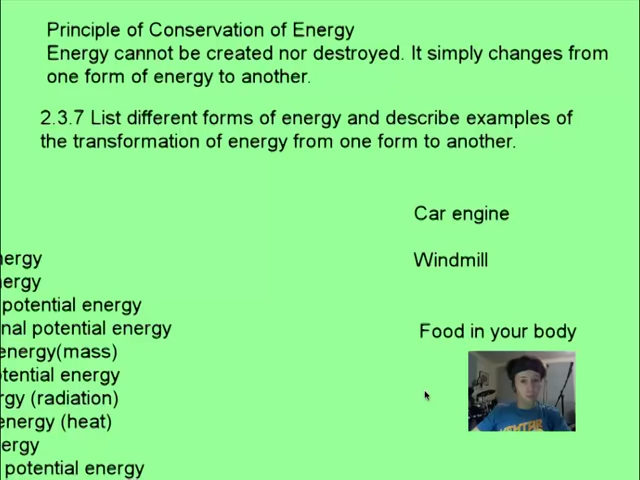 Principle of Conservation of Energy
Energy cannot be created nor destroyed. It simply changes from
one form of energy to another.
2.3.7 List different forms of energy and describe examples of
the transformation of energy from one form to another.
Car engine
Windmill
Food in your body
nergy
nergy
potential energy
nal potential energy
energy(mass)
otential energy
rgy (radiation)
energy (heat)
ergy
potential energy